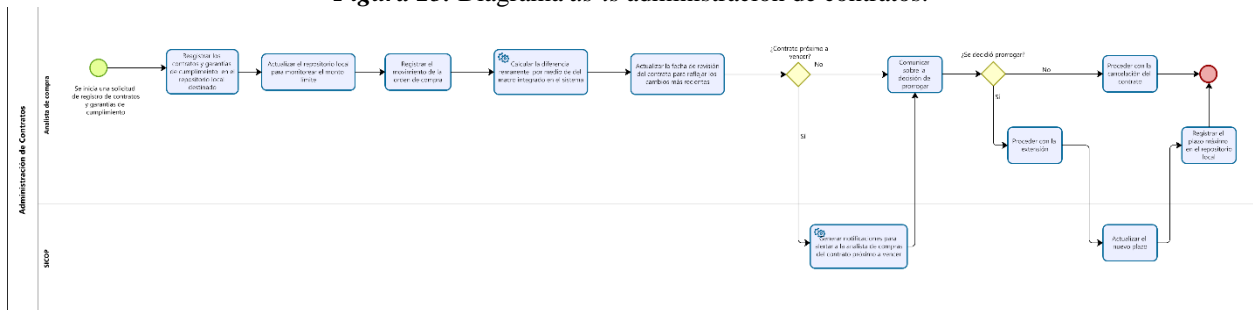 Figura 13. Diagrama as-is administración de contratos.
Administración de Contratos
Analista de compra
SICOP
Se inicia una solicitud
de registro de contratos
y garantías de
cumplimiento
Registrar los
contratos y garantías
de cumplimiento en el
repositorio local
destinado
Actualizar el repositorio local
para monitorear el monto
límite
Registrar el
movimiento de la
orden de compra
Calcular la diferencia
remanente por medio del
macro integrado en el sistema
Actualizar la fecha de revisión
del contrato para reflejar los
cambios más recientes
¿Contrato próximo a
vencer?
No
Si
Generar notificaciones para
alertar a la analista de compras
del contrato próximo a vencer
Comunicar
sobre la
decisión de
prorrogar
¿Se decidió prorrogar?
No
Si
Proceder con la
cancelación del
contrato
Proceder con la
extensión
Actualizar el
nuevo plazo
Registrar el
plazo máximo
en el repositorio
local